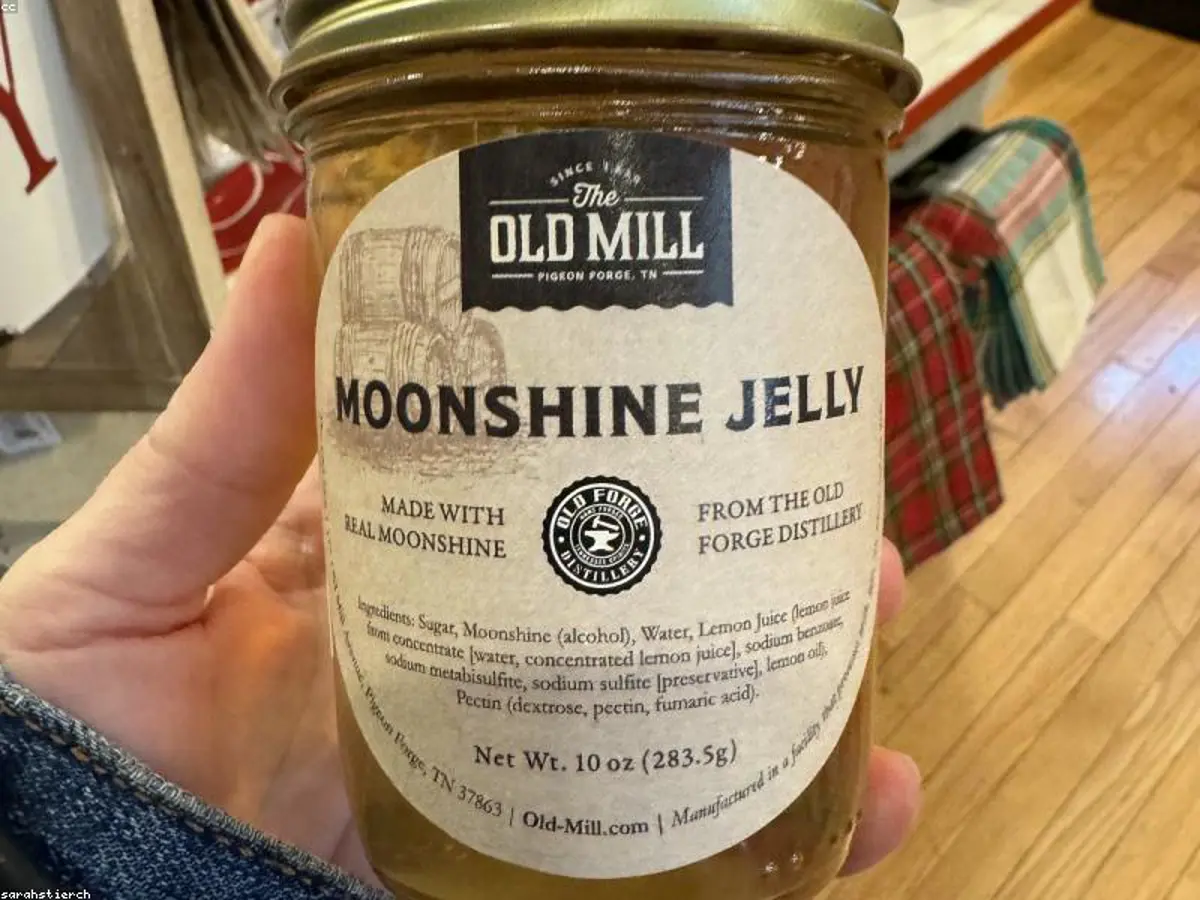 cc
SINCE
The
OLD MILL
PIGEON FORGE, TN
MOONSHINE JELLY
MADE WITH
REAL MOONSHINE
OLD FORGE
DISTILLERY
FROM THE OLD
FORGE DISTILLERY
Ingredients: Sugar, Moonshine (alcohol), Water, Lemon Juice (lemon juice
from concentrate [water, concentrated lemon juice], sodium benzoate,
sodium metabisulfite, sodium sulfite [preservative], lemon oil),
Pectin (dextrose, pectin, fumaric acid).
Net Wt. 10 oz (283.5g)
Mill Avenue, Pigeon Forge, TN 37863 | Old-Mill.com | Manufactured in a facility that
sarahstierch